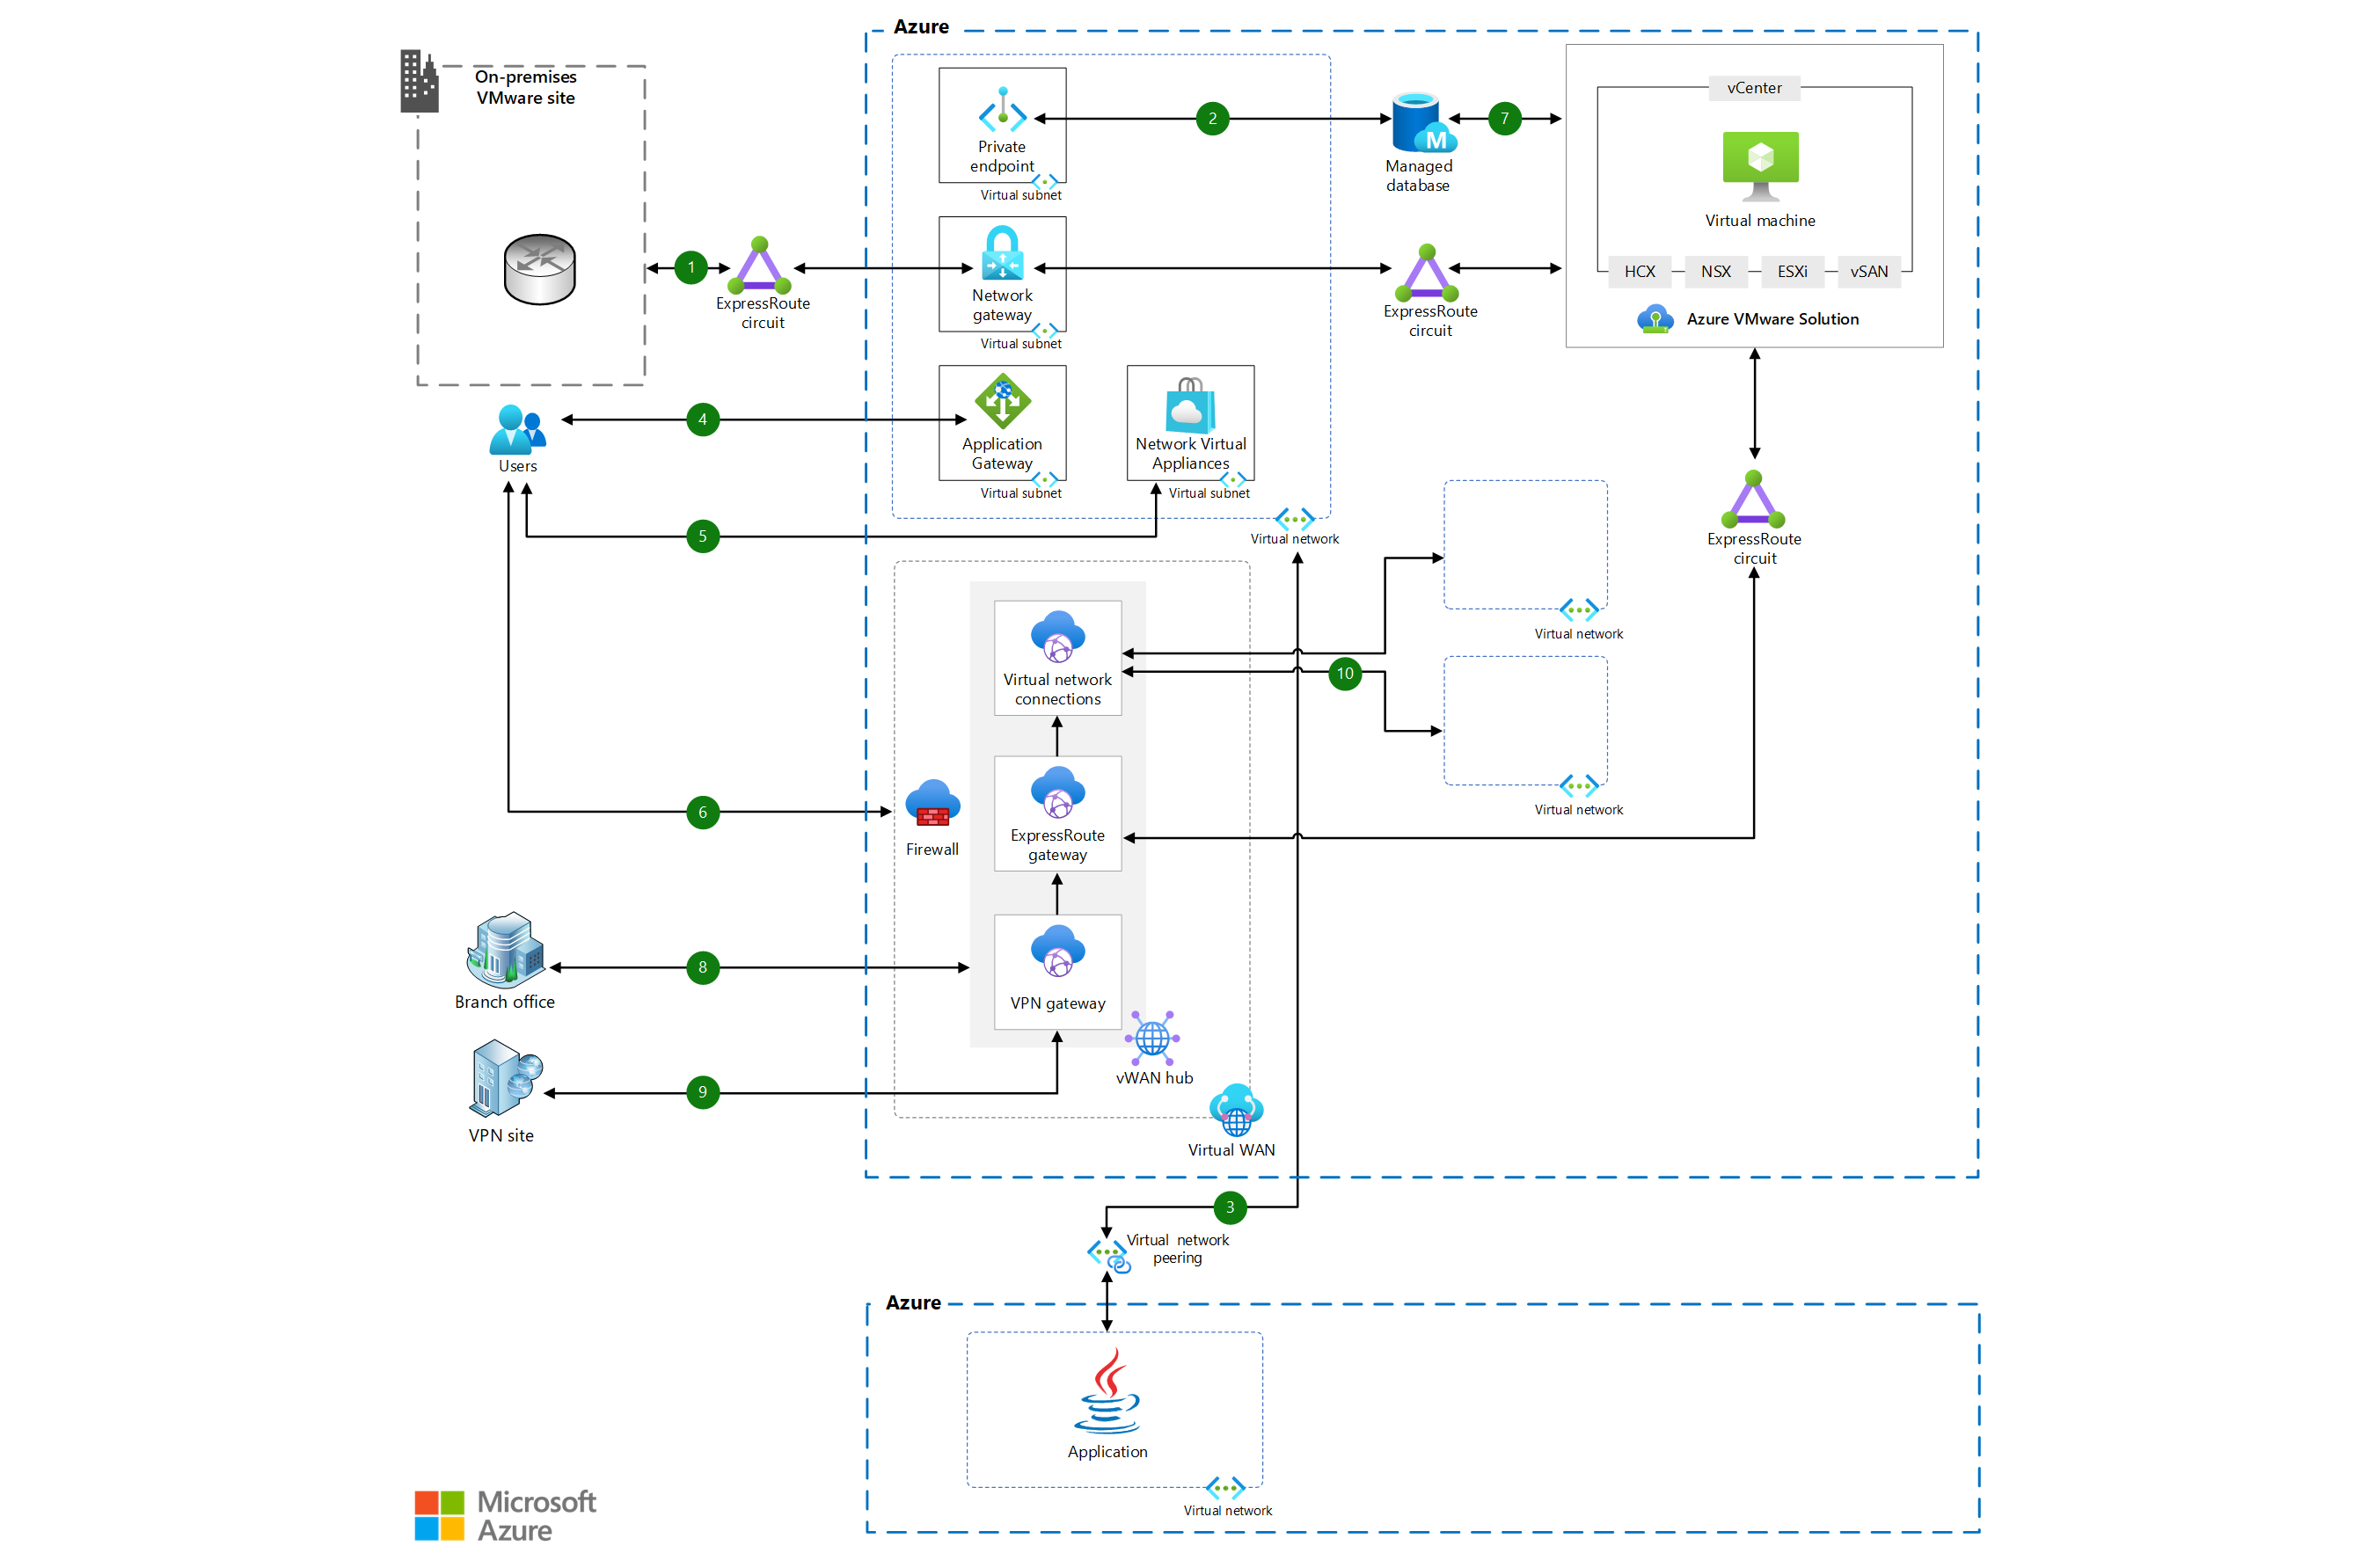 Azure
On-premises
VMware site
Private
endpoint
Virtual subnet
2
Managed
database
7
vCenter
Virtual machine
HCX
NSX
ESXi
vSAN
Azure VMware Solution
1
ExpressRoute
circuit
Network
gateway
Virtual subnet
ExpressRoute
circuit
Users
4
Application
Gateway
Virtual subnet
Network Virtual
Appliances
Virtual subnet
5
Virtual network
ExpressRoute
circuit
Virtual network
connections
Virtual network
10
Virtual network
6
Firewall
ExpressRoute
gateway
Branch office
8
VPN gateway
vWAN hub
VPN site
9
Virtual WAN
3
Virtual network
peering
Azure
Application
Virtual network
Microsoft
Azure